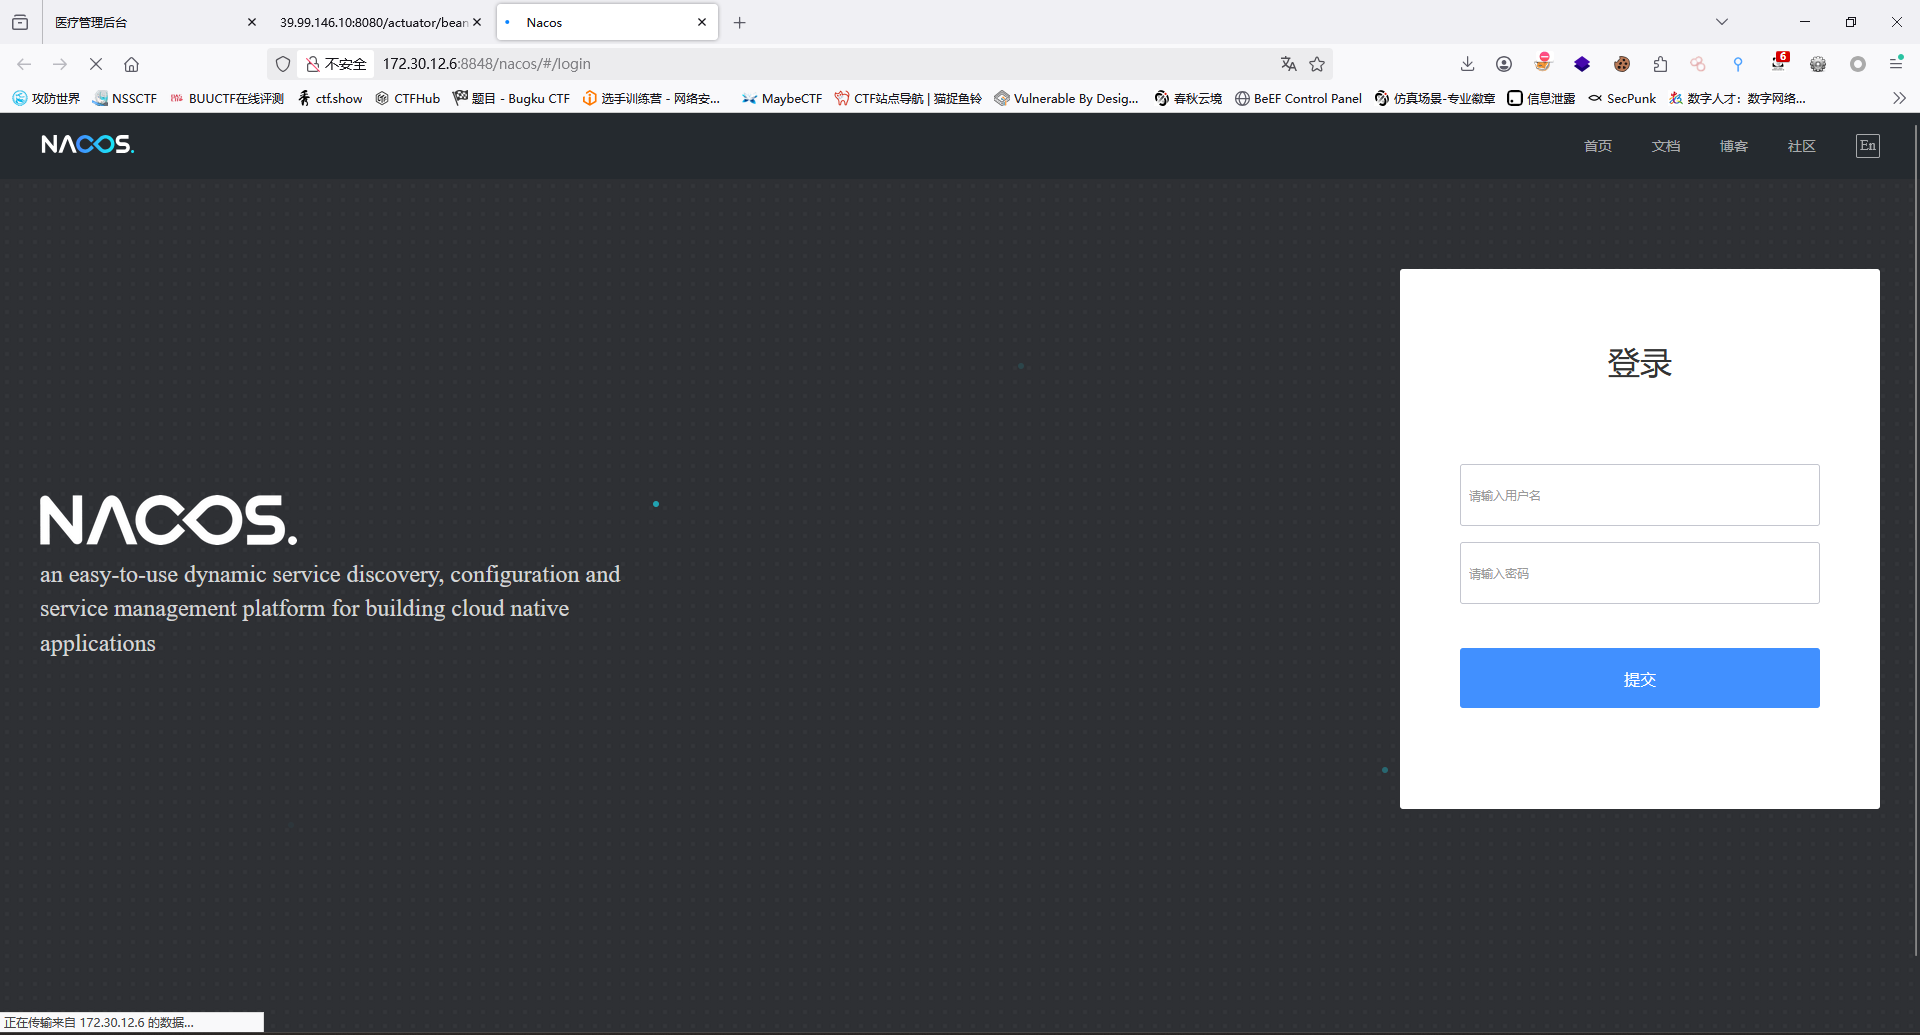 医疗管理后台
39.99.146.10:8080/actuator/bean
Nacos
不安全
172.30.12.6:8848/nacos/#/login
6
攻防世界
NSSCTF
BUUCTF在线评测
ctf.show
CTFHub
题目 - Bugku CTF
选手训练营 - 网络安...
MaybeCTF
CTF站点导航 | 猫捉鱼铃
Vulnerable By Desig...
春秋云境
BeEF Control Panel
仿真场景-专业徽章
信息泄露
SecPunk
数字人才：数字网络...
NACOS.
首页
文档
博客
社区
En
NACOS.
an easy-to-use dynamic service discovery, configuration and
service management platform for building cloud native
applications
登录
请输入用户名
请输入密码
提交
正在传输来自 172.30.12.6 的数据...